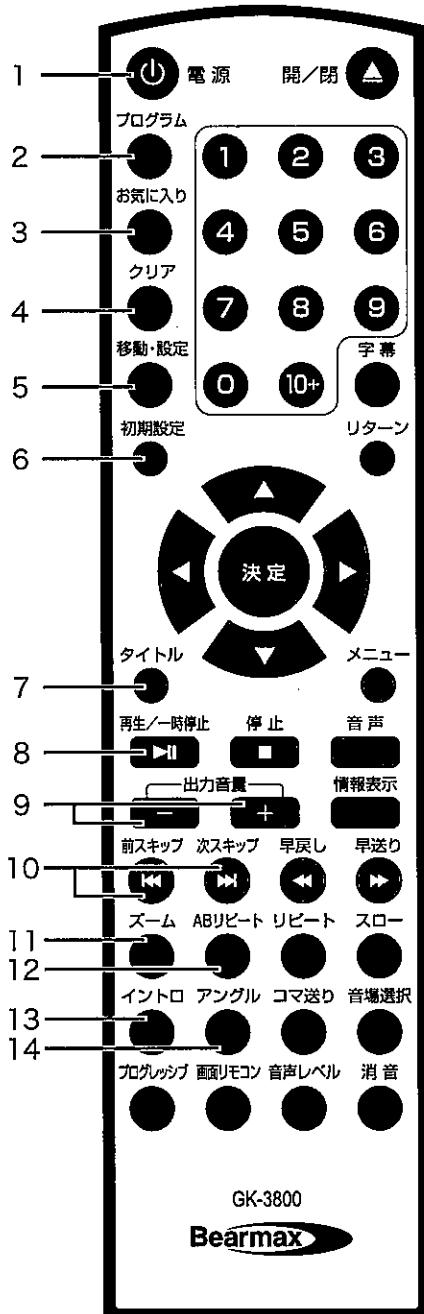 1 電源 開／閉
プログラム
2 1 2 3
お気に入り
3 4 5 6
クリア
4 7 8 9
移動・設定 字幕
5 0 10+
初期設定 リターン
6
決定
タイトル メニュー
7
再生／一時停止 停止 音声
8
出力音量 情報表示
9 − +
前スキップ 次スキップ 早戻し 早送り
10
ズーム ABリピート リピート スロー
11
12
イントロ アングル コマ送り 音場選択
13
14
プログレッシブ 画面リモコン 音声レベル 消音
GK-3800
Bearmax